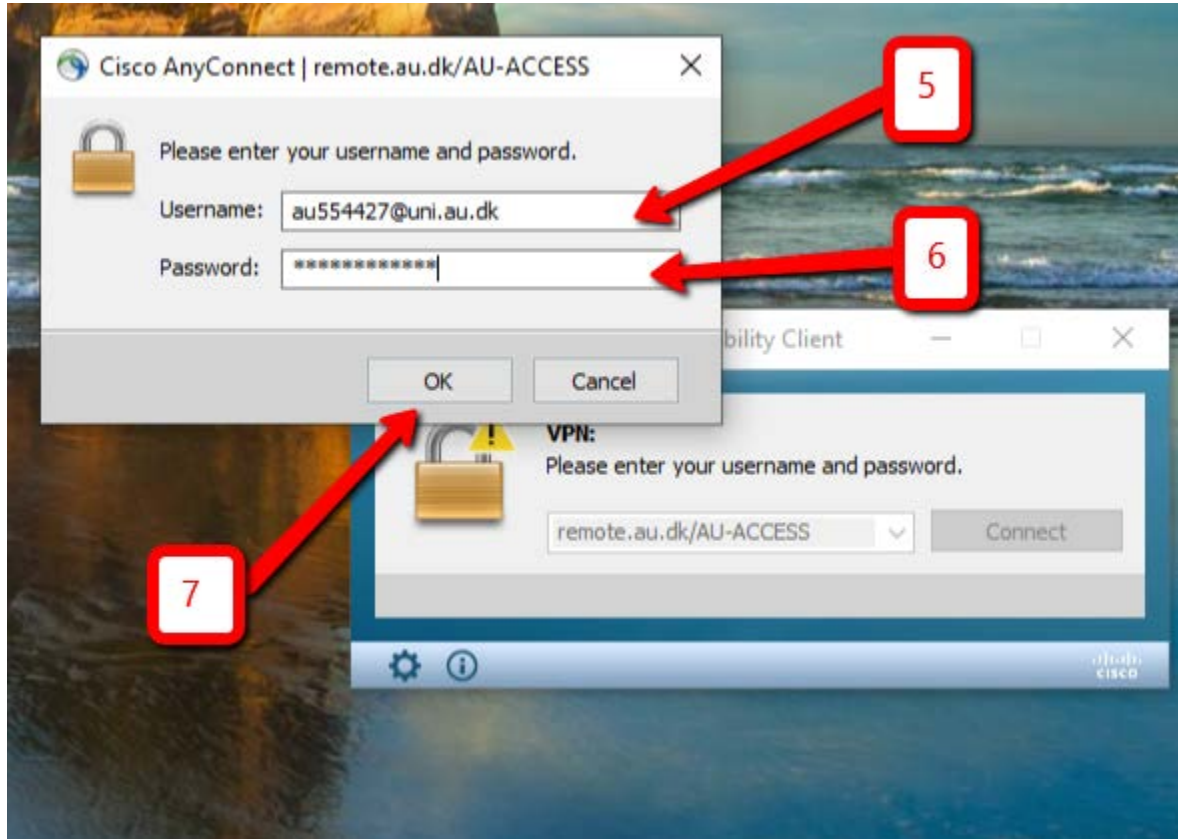 Cisco AnyConnect | remote.au.dk/AU-ACCESS
5
Please enter your username and password.
Username: au554427@uni.au.dk
Password: ************
6
bility Client
OK Cancel
VPN:
Please enter your username and password.
remote.au.dk/AU-ACCESS Connect
7
cisco